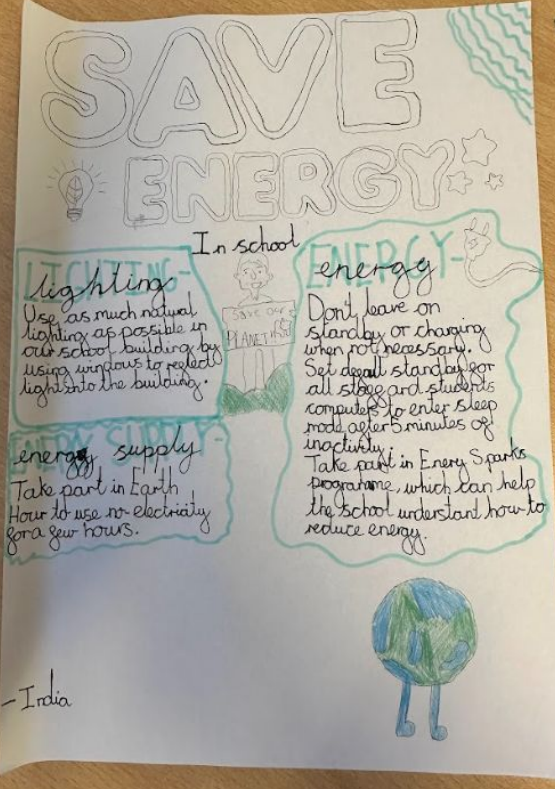 SAVE
ENERGY
In school
LIGHTING-
lighting
Use as much natural
lighting as possible in
our school building by
using windows to reflect
light into the building.
ENERGY SUPPLY-
energy supply
Take part in Earth
Hour to use no electricity
for a few hours.
Save our
PLANET!
ENERGY-
energy
Don't leave on
standby or charging
when not necessary.
Set standby for
all staff and students
computers to enter sleep
mode after 5 minutes of
inactivity.
Take part in Enery Sparks
programme, which can help
the school understand how to
reduce energy.
- India